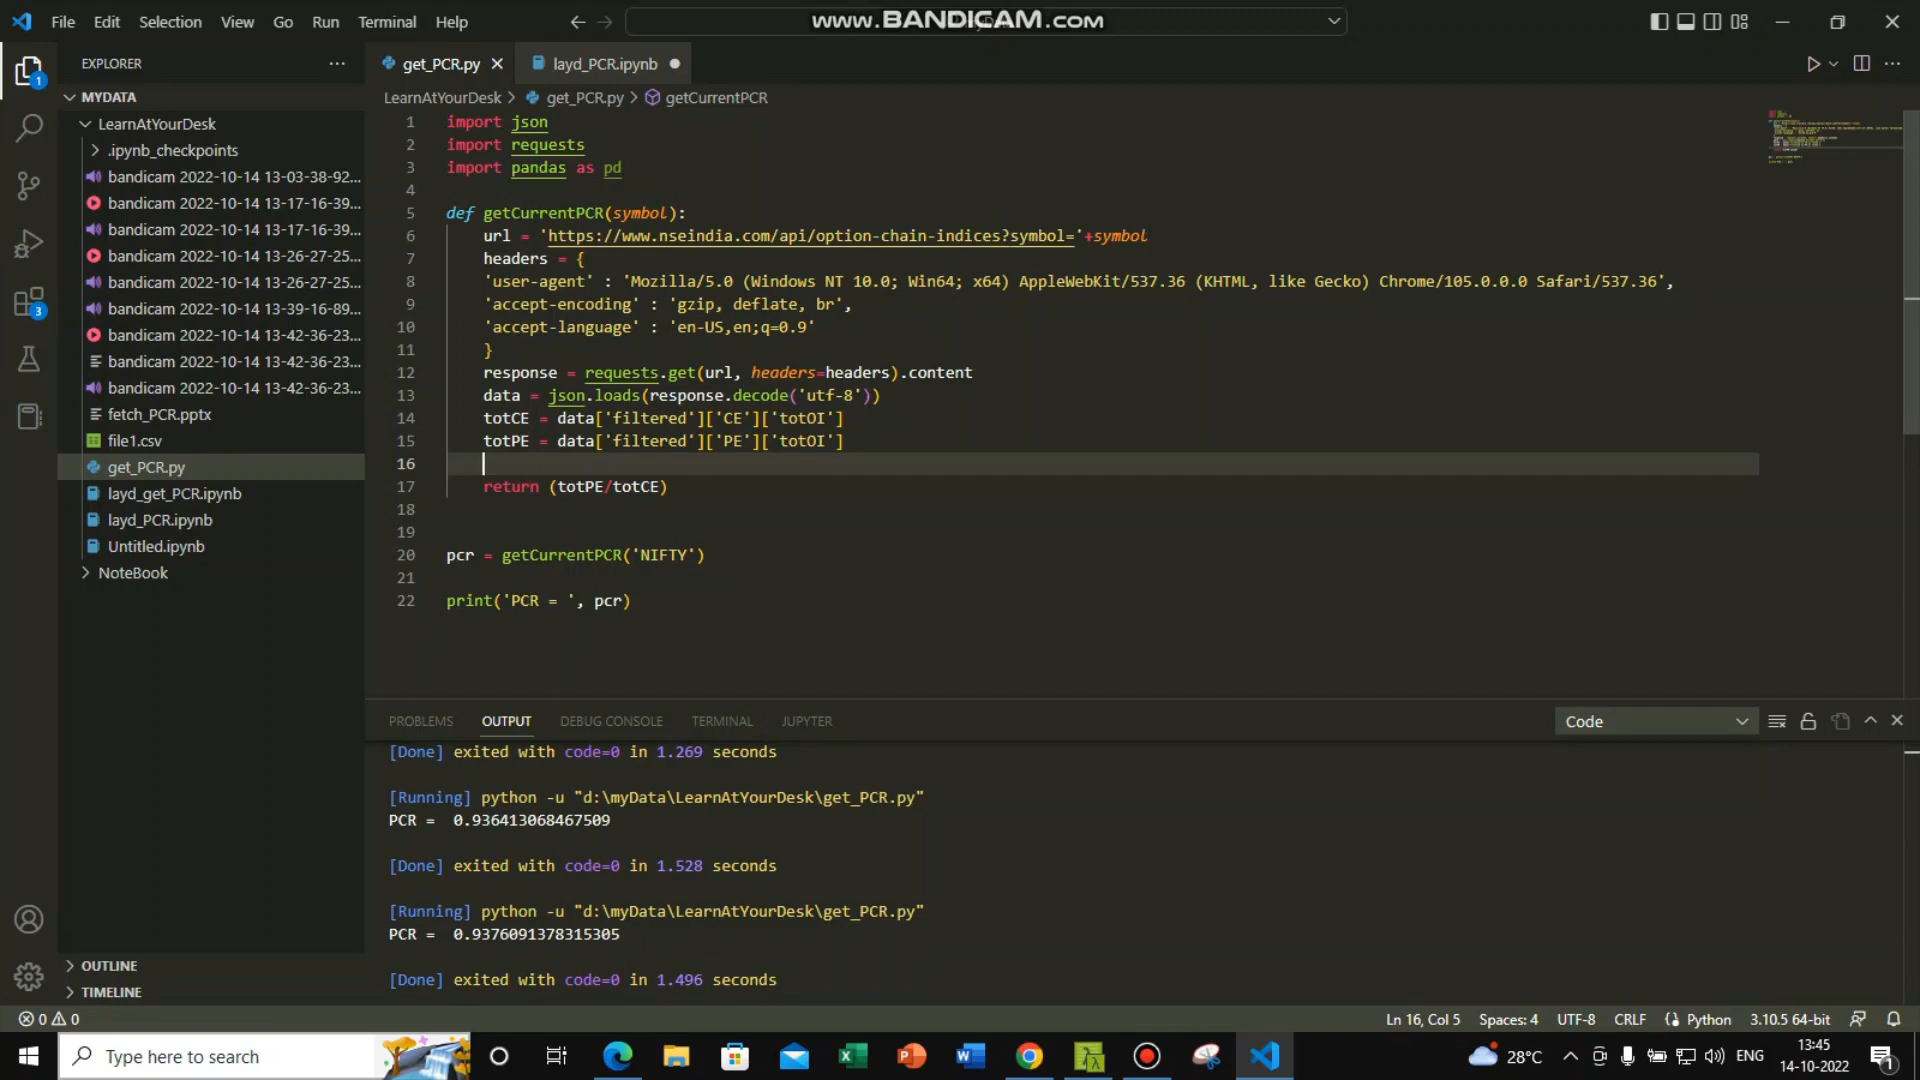 File Edit Selection View Go Run Terminal Help
www.BANDICAM.com
EXPLORER
get_PCR.py
layd_PCR.ipynb
MYDATA
LearnAtYourDesk > get_PCR.py > getCurrentPCR
LearnAtYourDesk
.ipynb_checkpoints
bandicam 2022-10-14 13-03-38-92...
bandicam 2022-10-14 13-17-16-39...
bandicam 2022-10-14 13-17-16-39...
bandicam 2022-10-14 13-26-27-25...
bandicam 2022-10-14 13-26-27-25...
bandicam 2022-10-14 13-39-16-89...
bandicam 2022-10-14 13-42-36-23...
bandicam 2022-10-14 13-42-36-23...
bandicam 2022-10-14 13-42-36-23...
fetch_PCR.pptx
file1.csv
get_PCR.py
layd_get_PCR.ipynb
layd_PCR.ipynb
Untitled.ipynb
NoteBook
OUTLINE
TIMELINE
1
3
1 import json
2 import requests
3 import pandas as pd
4
5 def getCurrentPCR(symbol):
6 url = 'https://www.nseindia.com/api/option-chain-indices?symbol='+symbol
7 headers = {
8 'user-agent' : 'Mozilla/5.0 (Windows NT 10.0; Win64; x64) AppleWebKit/537.36 (KHTML, like Gecko) Chrome/105.0.0.0 Safari/537.36',
9 'accept-encoding' : 'gzip, deflate, br',
10 'accept-language' : 'en-US,en;q=0.9'
11 }
12 response = requests.get(url, headers=headers).content
13 data = json.loads(response.decode('utf-8'))
14 totCE = data['filtered']['CE']['totOI']
15 totPE = data['filtered']['PE']['totOI']
16
17 return (totPE/totCE)
18
19
20 pcr = getCurrentPCR('NIFTY')
21
22 print('PCR = ', pcr)
PROBLEMS OUTPUT DEBUG CONSOLE TERMINAL JUPYTER
Code
[Done] exited with code=0 in 1.269 seconds
[Running] python -u "d:\myData\LearnAtYourDesk\get_PCR.py"
PCR =  0.936413068467509
[Done] exited with code=0 in 1.528 seconds
[Running] python -u "d:\myData\LearnAtYourDesk\get_PCR.py"
PCR =  0.9376091378315305
[Done] exited with code=0 in 1.496 seconds
0 0
Ln 16, Col 5 Spaces: 4 UTF-8 CRLF Python 3.10.5 64-bit
Type here to search
28°C
ENG
13:45
14-10-2022
1